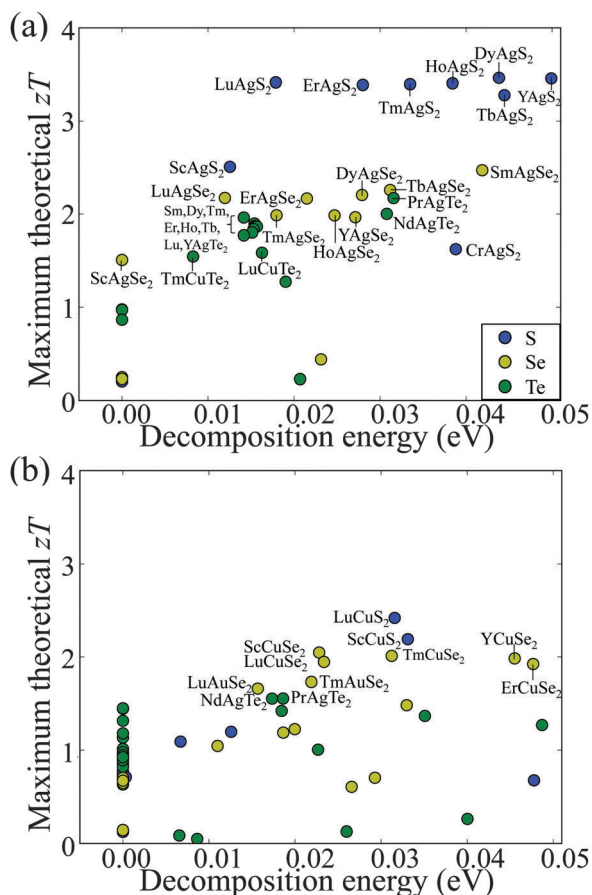 (a)
Maximum theoretical zT
4
3
2
1
0
LuAgS₂
ErAgS₂
TmAgS₂
HoAgS₂
DyAgS₂
TbAgS₂
YAgS₂
ScAgS₂
LuAgSe₂
ErAgSe₂
DyAgSe₂
TbAgSe₂
SmAgSe₂
PrAgTe₂
NdAgTe₂
Sm,Dy,Tm,
Er,Ho,Tb,
Lu,YAgTe₂
TmAgSe₂
YAgSe₂
HoAgSe₂
CrAgS₂
ScAgSe₂
TmCuTe₂
LuCuTe₂
S
Se
Te
0.00 0.01 0.02 0.03 0.04 0.05
Decomposition energy (eV)
(b)
Maximum theoretical zT
4
3
2
1
0
LuCuS₂
ScCuS₂
ScCuSe₂
LuCuSe₂
TmCuSe₂
YCuSe₂
ErCuSe₂
LuAuSe₂
TmAuSe₂
NdAgTe₂
PrAgTe₂
0.00 0.01 0.02 0.03 0.04 0.05
Decomposition energy (eV)